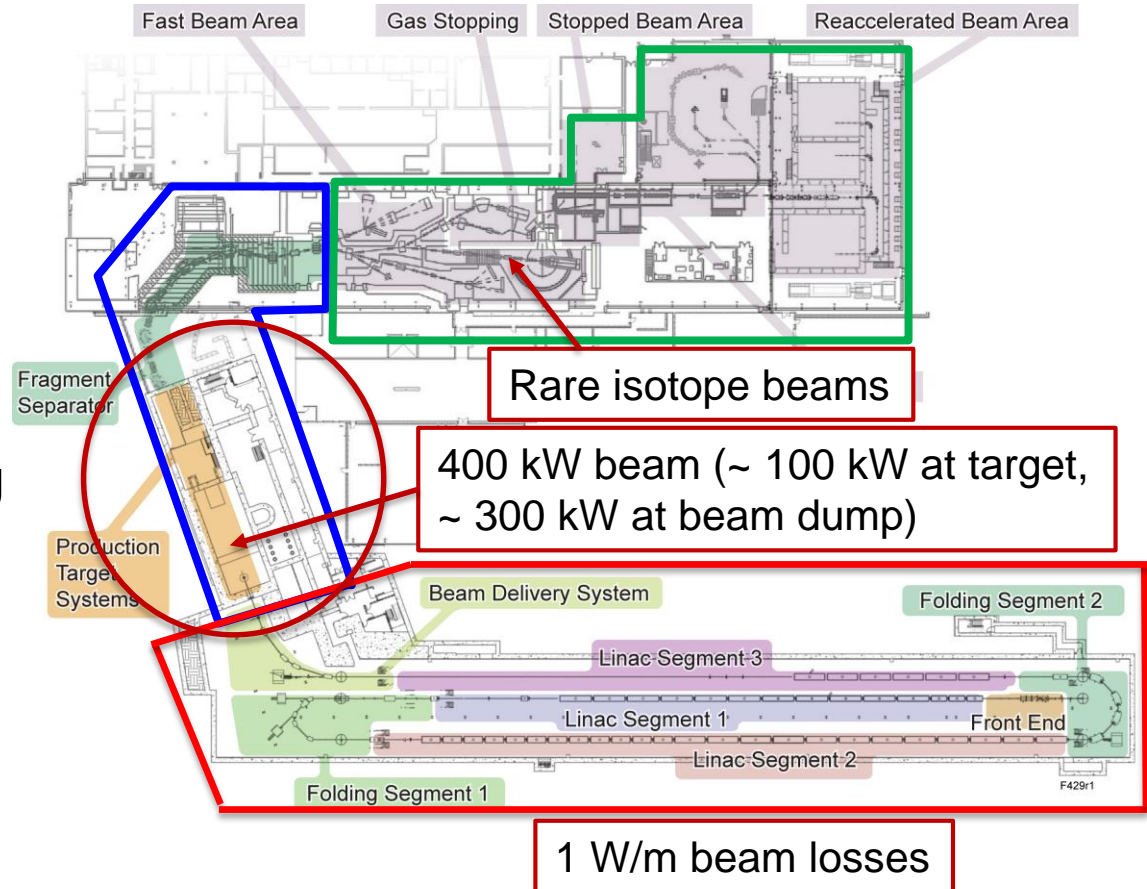 Fast Beam Area
Gas Stopping
Stopped Beam Area
Reaccelerated Beam Area
Fragment
Separator
Rare isotope beams
g
400 kW beam (~ 100 kW at target,
~ 300 kW at beam dump)
Production
Target
Systems
Beam Delivery System
Folding Segment 2
Linac Segment 3
Linac Segment 1
Front End
Linac Segment 2
Folding Segment 1
F429r1
1 W/m beam losses